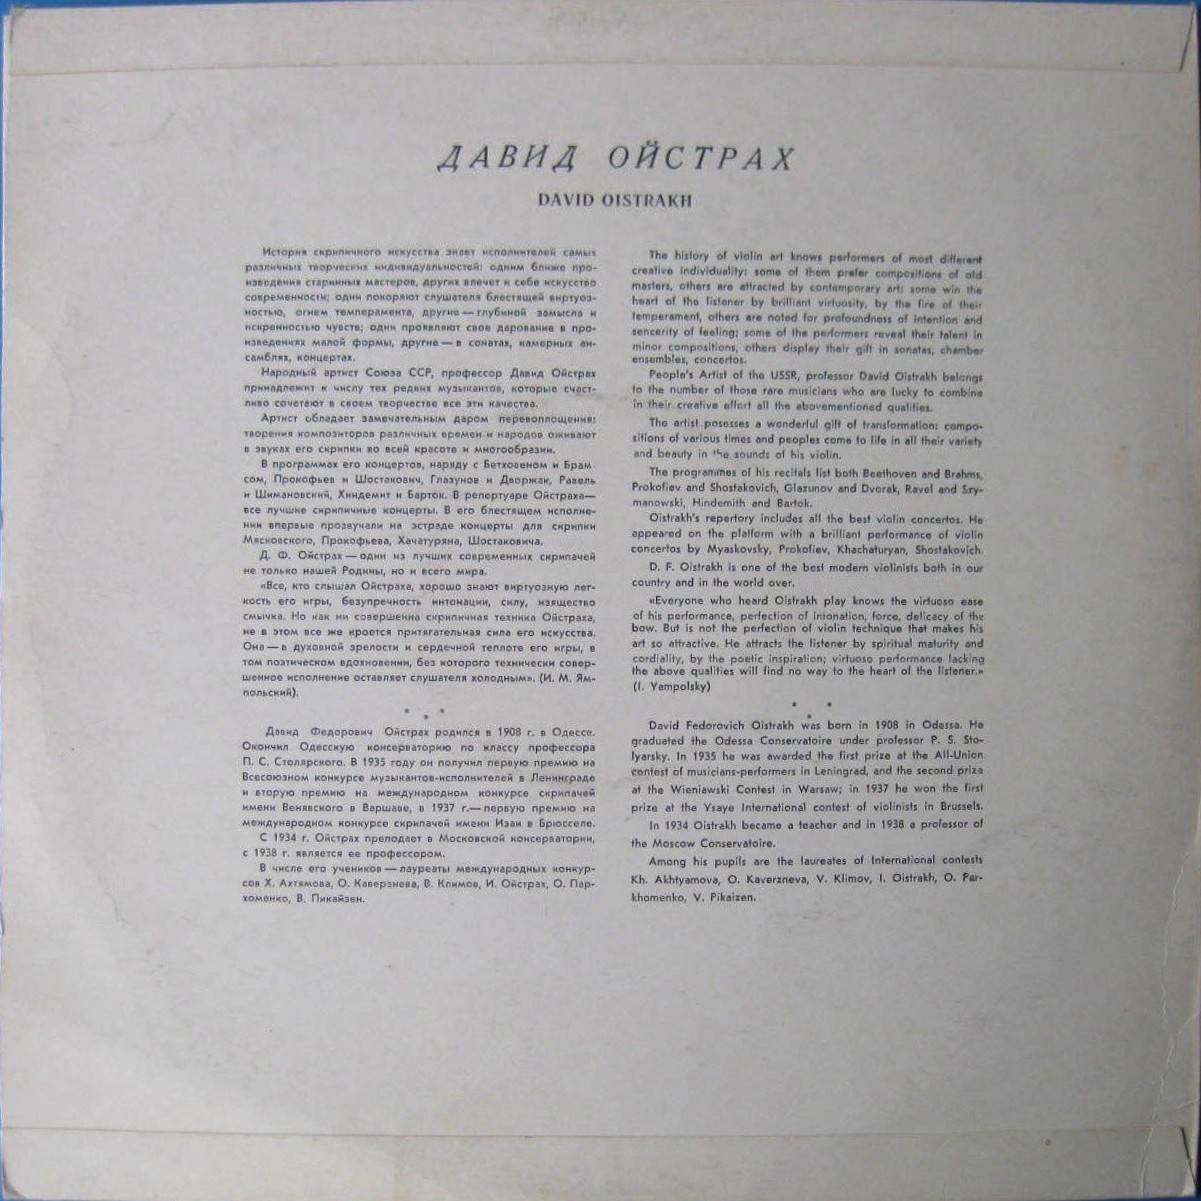 ДАВИД ОЙСТРАХ
DAVID OISTRAKH
История скрипичного искусства знает исполнителей самых
различных творческих индивидуальностей: одним ближе про-
изведения старинных мастеров, других влечет к себе искусство
современности; одни покоряют слушателя блестящей виртуоз-
ностью, огнем темперамента, другие — глубиной замысла и
искренностью чувств; одни проявляют свое дарование в про-
изведениях малой формы, другие — в сонатах, камерных ан-
самблях, концертах.
Народный артист Союза ССР, профессор Давид Ойстрах
принадлежит к числу тех редких музыкантов, которые счаст-
ливо сочетают в своем творчестве все эти качества.
Артист обладает замечательным даром перевоплощения:
творения композиторов различных времен и народов оживают
в звуках его скрипки во всей красоте и многообразии.
В программах его концертов, наряду с Бетховеном и Брам
сом, Прокофьев и Шостакович, Глазунов и Дворжак, Равель
и Шимановский, Хиндемит и Барток. В репертуаре Ойстраха—
все лучшие скрипичные концерты. В его блестящем исполне-
нии впервые прозвучали на эстраде концерты для скрипки
Мясковского, Прокофьева, Хачатуряна, Шостаковича.
Д. Ф. Ойстрах — один из лучших современных скрипачей
не только нашей Родины, но и всего мира.
«Все, кто слышал Ойстраха, хорошо знают виртуозную лег-
кость его игры, безупречность интонации, силу, изящество
смычка. Но как ни совершенна скрипичная техника Ойстраха,
не в этом все же кроется притягательная сила его искусства.
Она — в духовной зрелости и сердечной теплоте его игры, в
том поэтическом вдохновении, без которого технически совер-
шенное исполнение оставляет слушателя холодным». (И. М. Ям-
польский).
* * *
Давид Федорович Ойстрах родился в 1908 г. в Одессе.
Окончил Одесскую консерваторию по классу профессора
П. С. Столярского. В 1935 году он получил первую премию на
Всесоюзном конкурсе музыкантов-исполнителей в Ленинграде
и вторую премию на международном конкурсе скрипачей
имени Венявского в Варшаве, в 1937 г.— первую премию на
международном конкурсе скрипачей имени Изаи в Брюсселе.
С 1934 г. Ойстрах преподает в Московской консерватории,
с 1938 г. является ее профессором.
В числе его учеников — лауреаты международных конкур-
сов Х. Ахтямова, О. Каверзнева, В. Климов, И. Ойстрах, О. Пар-
хоменко, В. Пикайзен.
The history of violin art knows performers of most different
creative individuality: some of them prefer compositions of old
masters, others are attracted by contemporary art; some win the
heart of the listener by brilliant virtuosity, by the fire of their
temperament, others are noted for profoundness of intention and
sencerity of feeling; some of the performers reveal their talent in
minor compositions, others display their gift in sonatas, chamber
ensembles, concertos.
People's Artist of the USSR, professor David Oistrakh belongs
to the number of those rare musicians who are lucky to combine
in their creative effort all the abovementioned qualities.
The artist posesses a wonderful gift of transformation: compo-
sitions of various times and peoples come to life in all their variety
and beauty in the sounds of his violin.
The programmes of his recitals list both Beethoven and Brahms,
Prokofiev and Shostakovich, Glazunov and Dvorak, Ravel and Szy-
manowski, Hindemith and Bartok.
Oistrakh's repertory includes all the best violin concertos. He
appeared on the platform with a brilliant performance of violin
concertos by Myaskovsky, Prokofiev, Khachaturyan, Shostakovich.
D. F. Oistrakh is one of the best modern violinists both in our
country and in the world over.
«Everyone who heard Oistrakh play knows the virtuoso ease
of his performance, perfection of intonation, force, delicacy of the
bow. But is not the perfection of violin technique that makes his
art so attractive. He attracts the listener by spiritual maturity and
cordiality, by the poetic inspiration; virtuoso performance lacking
the above qualities will find no way to the heart of the listener.»
(I. Yampolsky)
* * *
David Fedorovich Oistrakh was born in 1908 in Odessa. He
graduated the Odessa Conservatoire under professor P. S. Sto-
lyarsky. In 1935 he was awarded the first prize at the All-Union
contest of musicians-performers in Leningrad, and the second prize
at the Wieniawski Contest in Warsaw; in 1937 he won the first
prize at the Ysaye International contest of violinists in Brussels.
In 1934 Oistrakh became a teacher and in 1938 a professor of
the Moscow Conservatoire.
Among his pupils are the laureates of International contests
Kh. Akhtyamova, O. Kaverzneva, V. Klimov, I. Oistrakh, O. Par-
khomenko, V. Pikaizen.